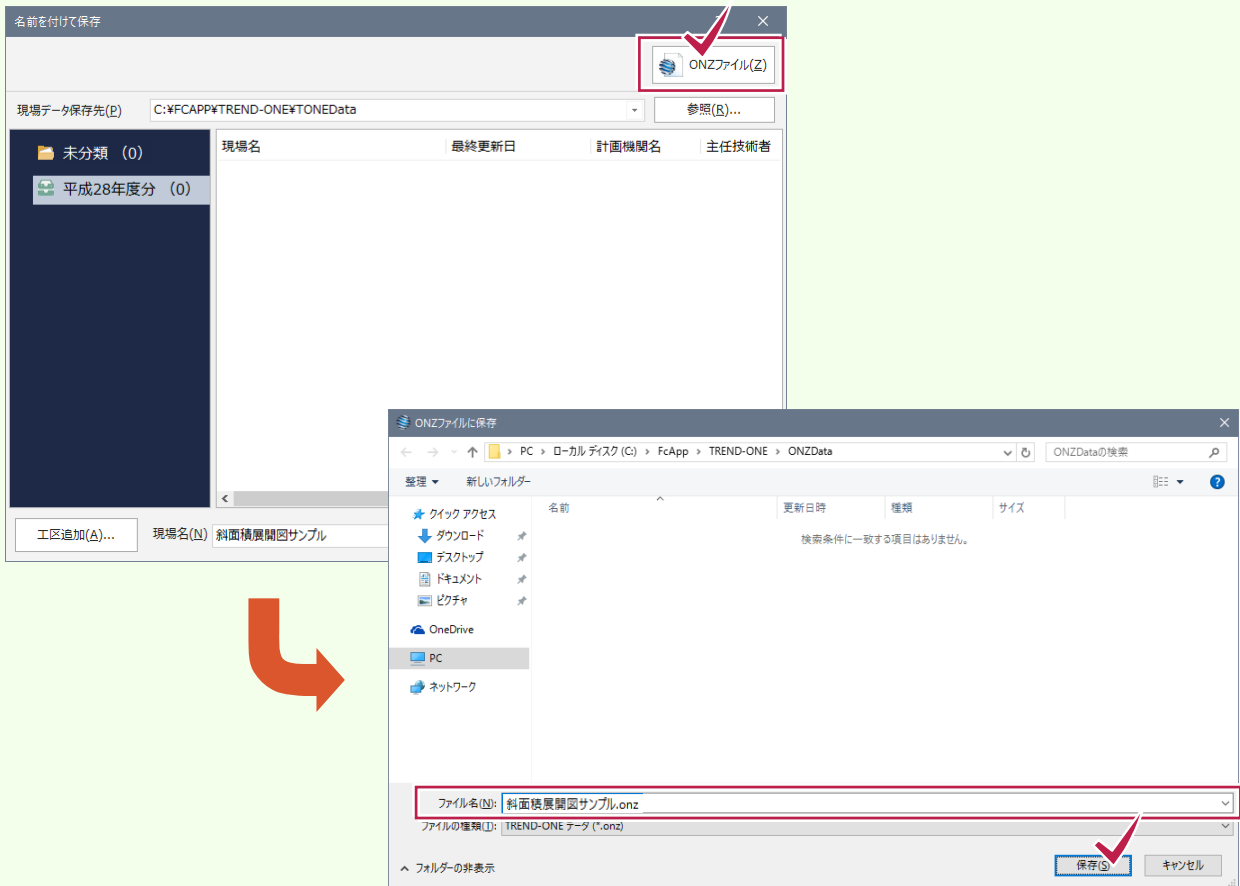 名前を付けて保存
ONZファイル(Z)
現場データ保存先(P) C:¥FCAPP¥TREND-ONE¥TONEData 参照(R)...
未分類 (0)
平成28年度分 (0)
現場名 最終更新日 計画機関名 主任技術者
工区追加(A)... 現場名(N) 斜面積展開図サンプル
ONZファイルに保存
PC › ローカル ディスク (C:) › FcApp › TREND-ONE › ONZData ONZDataの検索
整理 新しいフォルダー
クイック アクセス
ダウンロード
デスクトップ
ドキュメント
ピクチャ
OneDrive
PC
ネットワーク
名前 更新日時 種類 サイズ
検索条件に一致する項目はありません。
ファイル名(N): 斜面積展開図サンプル.onz
ファイルの種類(T): TREND-ONE データ (*.onz)
フォルダーの非表示 保存(S) キャンセル